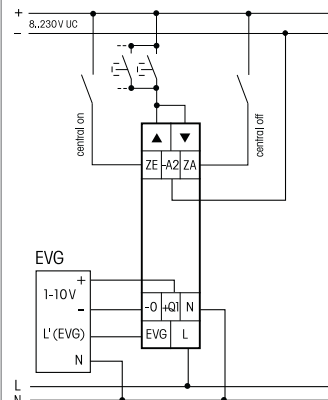 +
8..230V UC
−
central on
central off
▲ ▼
ZE -A2 ZA
EVG
+
1-10V
-
L'(EVG)
N
-0 +Q1 N
EVG L
L
N